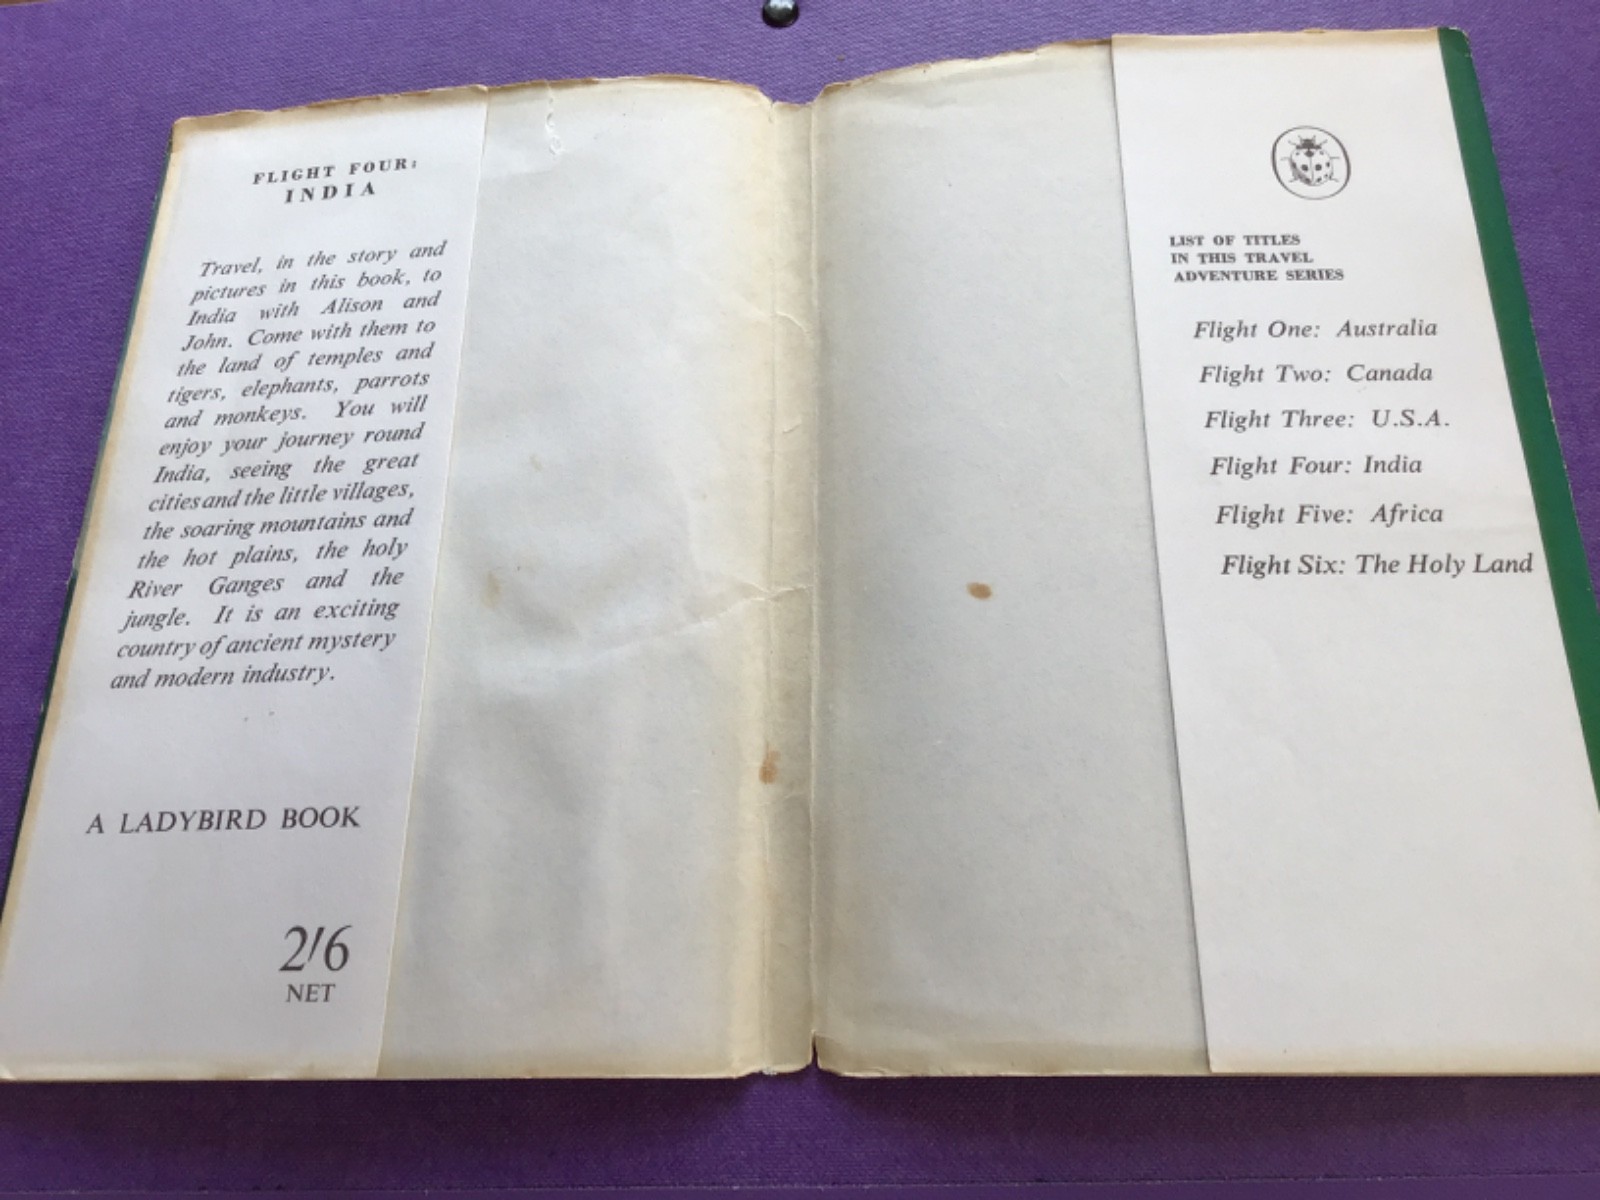 FLIGHT FOUR:
INDIA
Travel, in the story and
pictures in this book, to
India with Alison and
John. Come with them to
the land of temples and
tigers, elephants, parrots
and monkeys. You will
enjoy your journey round
India, seeing the great
cities and the little villages,
the soaring mountains and
the hot plains, the holy
River Ganges and the
jungle. It is an exciting
country of ancient mystery
and modern industry.
A LADYBIRD BOOK
2/6
NET
LIST OF TITLES
IN THIS TRAVEL
ADVENTURE SERIES
Flight One: Australia
Flight Two: Canada
Flight Three: U.S.A.
Flight Four: India
Flight Five: Africa
Flight Six: The Holy Land